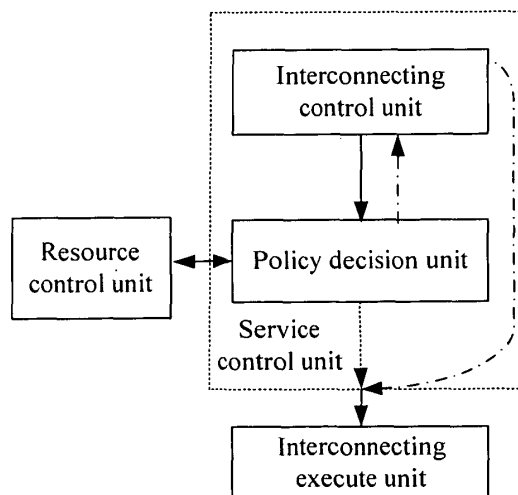 Interconnecting
control unit
Resource
control unit
Policy decision unit
Service
control unit
Interconnecting
execute unit